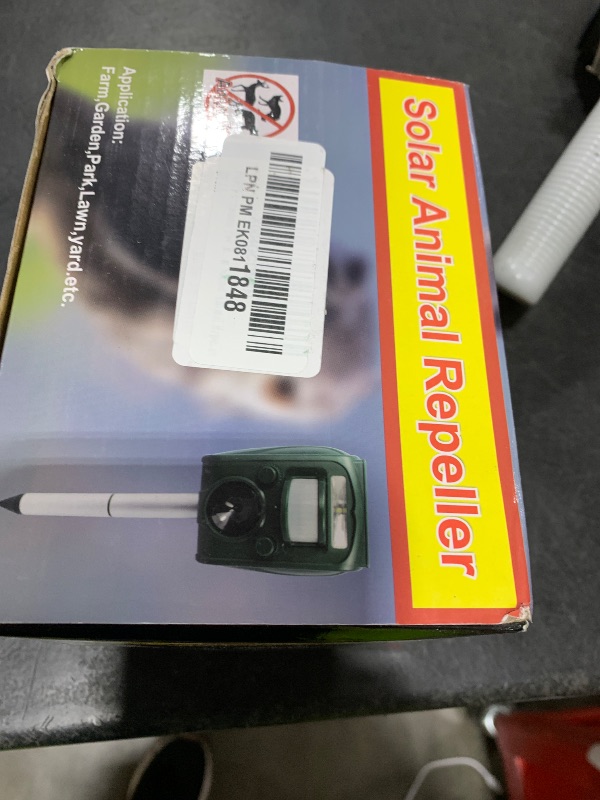 Solar Animal Repeller
LPN PM EK0811848
Application:
Farm,Garden,Park,Lawn,yard.etc.